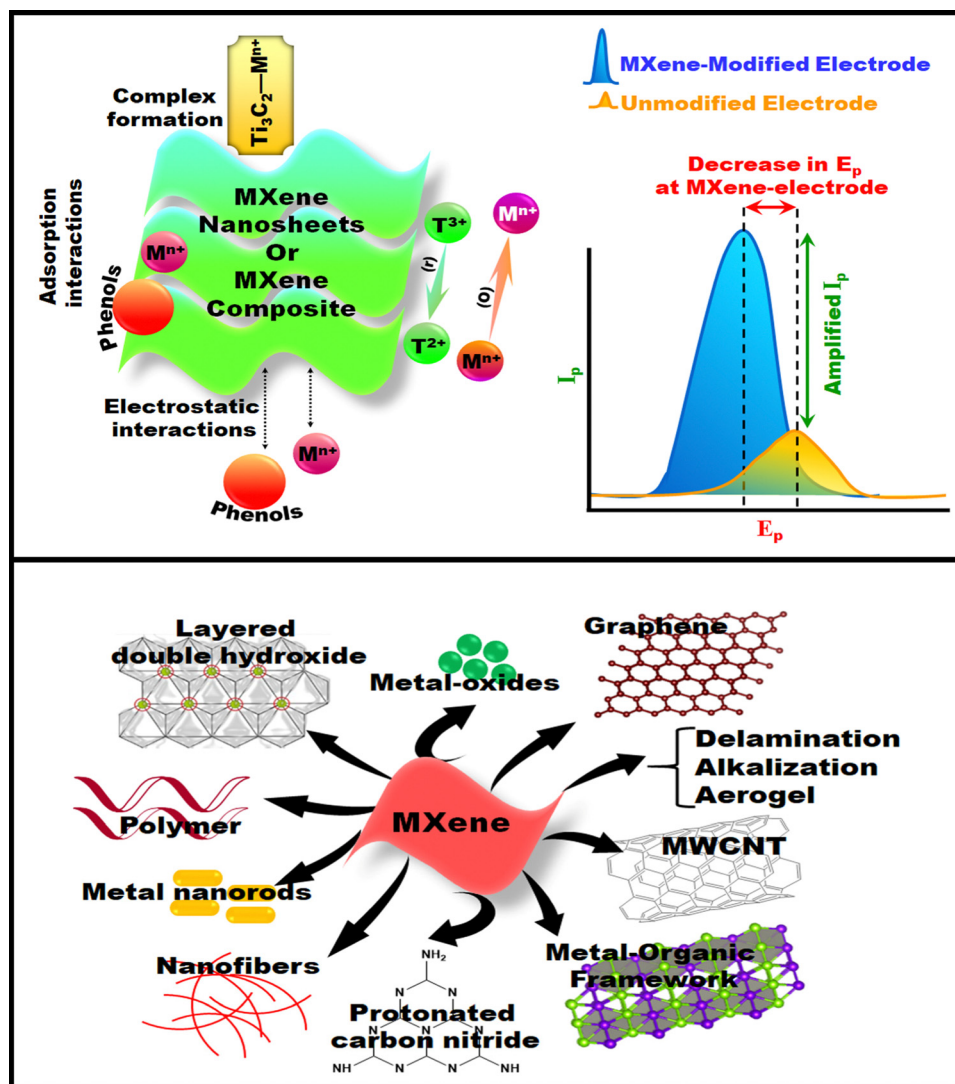 Complex
formation
Ti₃C₂—Mⁿ⁺
Adsorption
interactions
MXene
Nanosheets
Or
MXene
Composite
Mⁿ⁺
Phenols
T³⁺
(r)
T²⁺
Mⁿ⁺
(O)
Mⁿ⁺
Electrostatic
interactions
Mⁿ⁺
Phenols
MXene-Modified Electrode
Unmodified Electrode
Decrease in Eₚ
at MXene-electrode
Amplified Iₚ
Iₚ
Eₚ
Layered
double hydroxide
Metal-oxides
Graphene
Delamination
Alkalization
Aerogel
Polymer
MXene
MWCNT
Metal nanorods
Nanofibers
Metal-Organic
Framework
NH₂
N
N
N
N
N
Protonated
carbon nitride
N
N
NH
N
NH